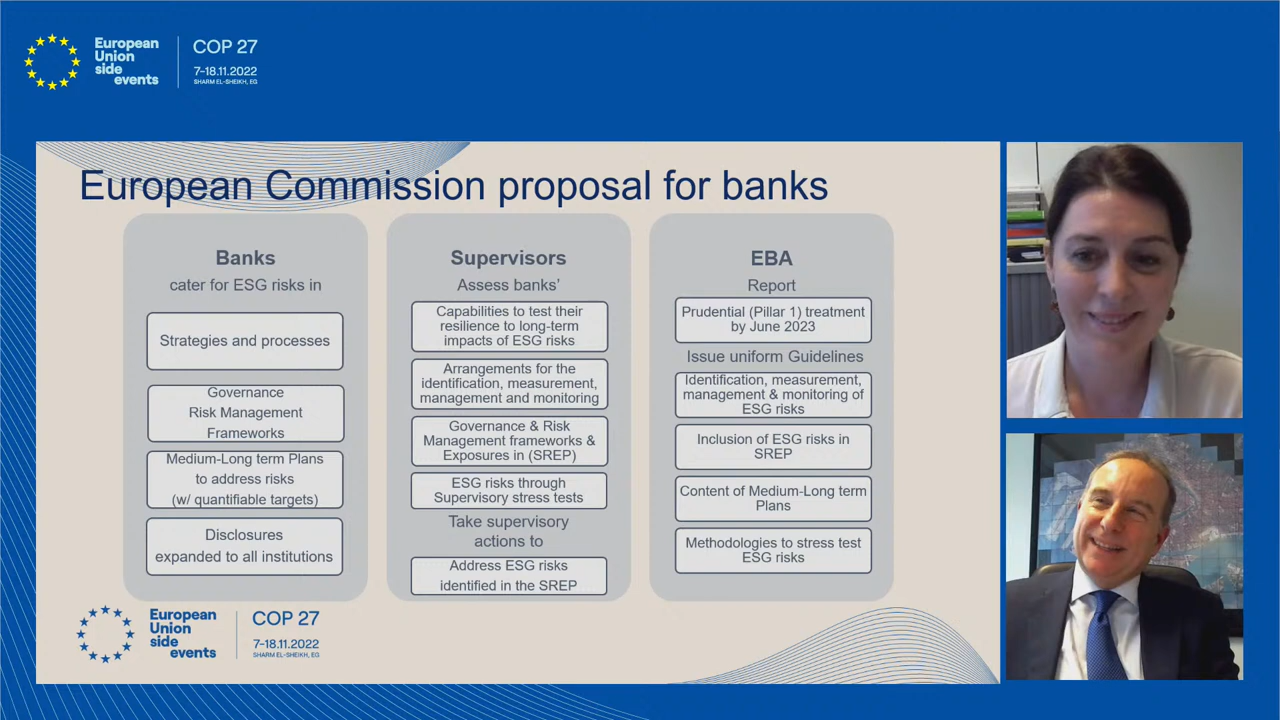 European
Union
side
events
COP 27
7-18.11.2022
SHARM EL-SHEIKH, EG
European Commission proposal for banks
Banks
cater for ESG risks in
Strategies and processes
Governance
Risk Management
Frameworks
Medium-Long term Plans
to address risks
(w/ quantifiable targets)
Disclosures
expanded to all institutions
Supervisors
Assess banks'
Capabilities to test their
resilience to long-term
impacts of ESG risks
Arrangements for the
identification, measurement,
management and monitoring
Governance & Risk
Management frameworks &
Exposures in (SREP)
ESG risks through
Supervisory stress tests
Take supervisory
actions to
Address ESG risks
identified in the SREP
EBA
Report
Prudential (Pillar 1) treatment
by June 2023
Issue uniform Guidelines
Identification, measurement,
management & monitoring of
ESG risks
Inclusion of ESG risks in
SREP
Content of Medium-Long term
Plans
Methodologies to stress test
ESG risks
European
Union
side
events
COP 27
7-18.11.2022
SHARM EL-SHEIKH, EG